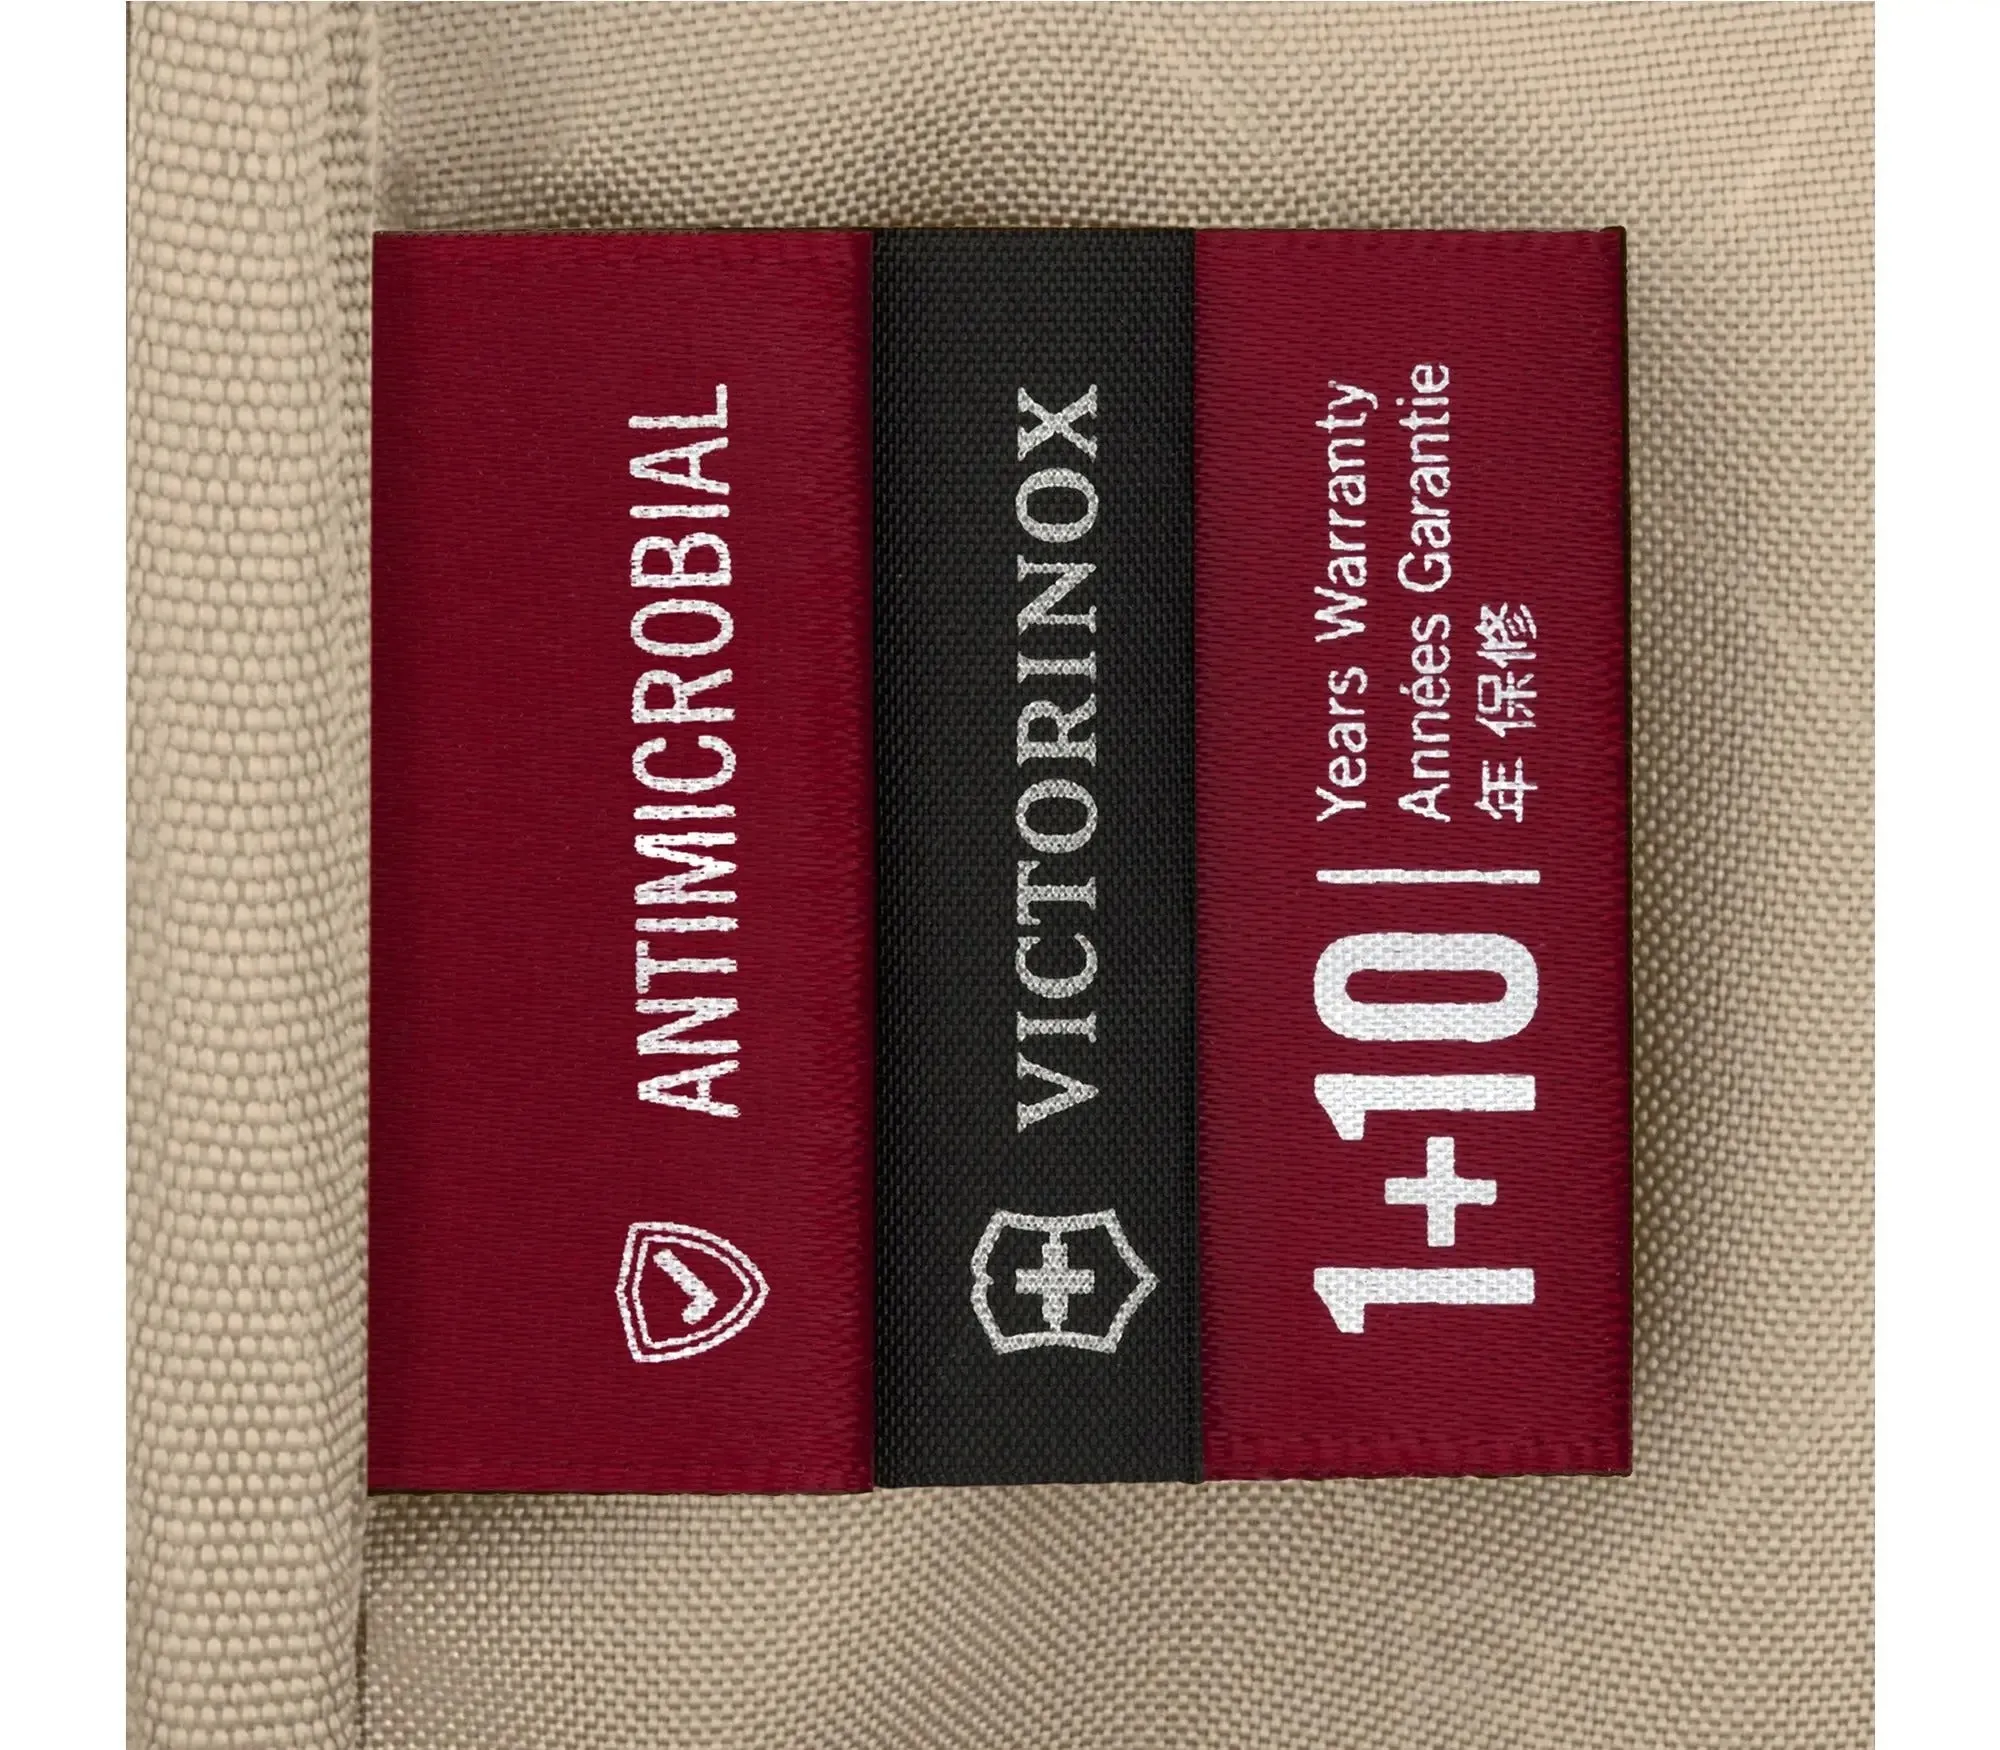 ANTIMICROBIAL
VICTORINOX
1+10
Years Warranty
Années Garantie
年 保修